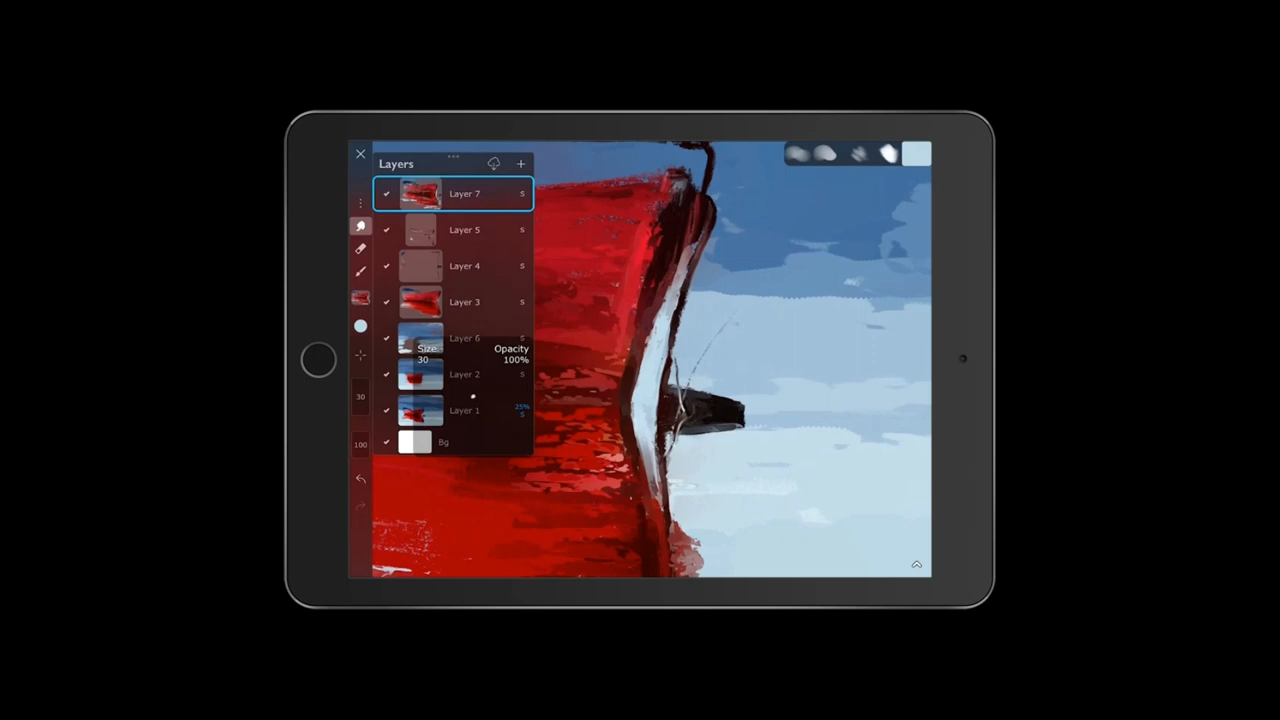 Layers
Layer 7 S
Layer 5 S
Layer 4 S
Layer 3 S
Layer 6
Size Opacity
30 100%
Layer 2 S
30
Layer 1 25%
S
Bg
100